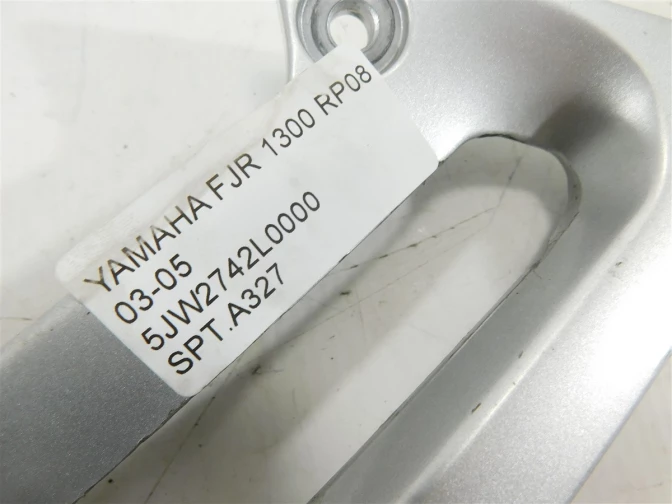 YAMAHA FJR 1300 RP08
03-05
5JW2742L0000
SPT.A327